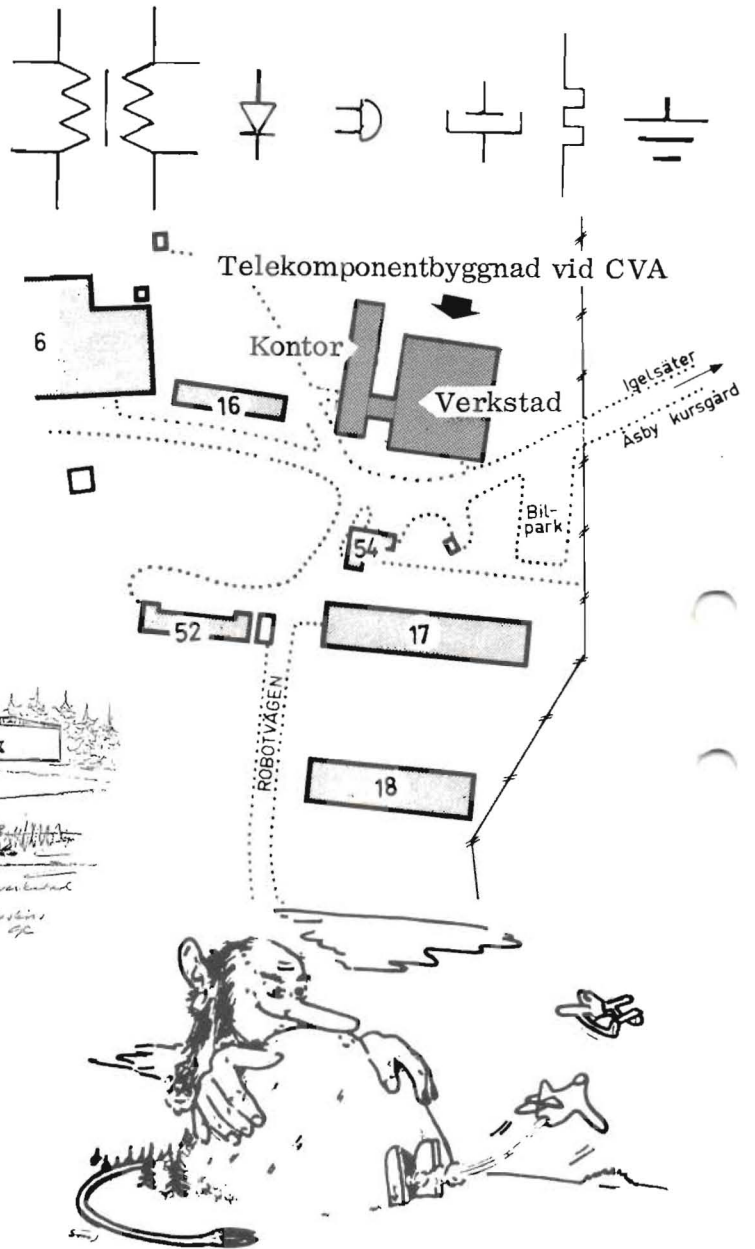 Telekomponentbyggnad vid CVA
6
Kontor
Igelsäter
16
Verkstad
Åsby kursgård
Bil-
park
54
52
17
ROBOTVÄGEN
18